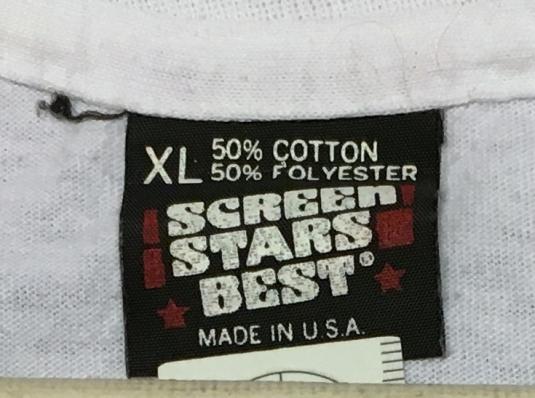 XL 50% COTTON
50% POLYESTER
SCREEn
STARS
BEST®
MADE IN U.S.A.